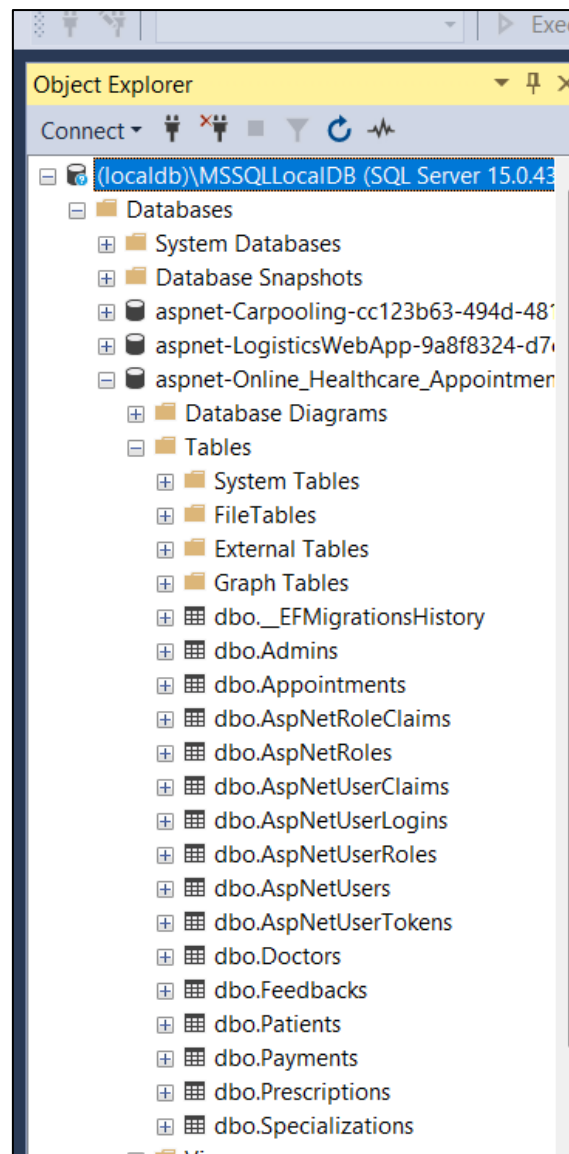 Exec
Object Explorer
Connect
(localdb)\MSSQLLocalDB (SQL Server 15.0.43
Databases
System Databases
Database Snapshots
aspnet-Carpooling-cc123b63-494d-481
aspnet-LogisticsWebApp-9a8f8324-d7
aspnet-Online_Healthcare_Appointmen
Database Diagrams
Tables
System Tables
FileTables
External Tables
Graph Tables
dbo.__EFMigrationsHistory
dbo.Admins
dbo.Appointments
dbo.AspNetRoleClaims
dbo.AspNetRoles
dbo.AspNetUserClaims
dbo.AspNetUserLogins
dbo.AspNetUserRoles
dbo.AspNetUsers
dbo.AspNetUserTokens
dbo.Doctors
dbo.Feedbacks
dbo.Patients
dbo.Payments
dbo.Prescriptions
dbo.Specializations